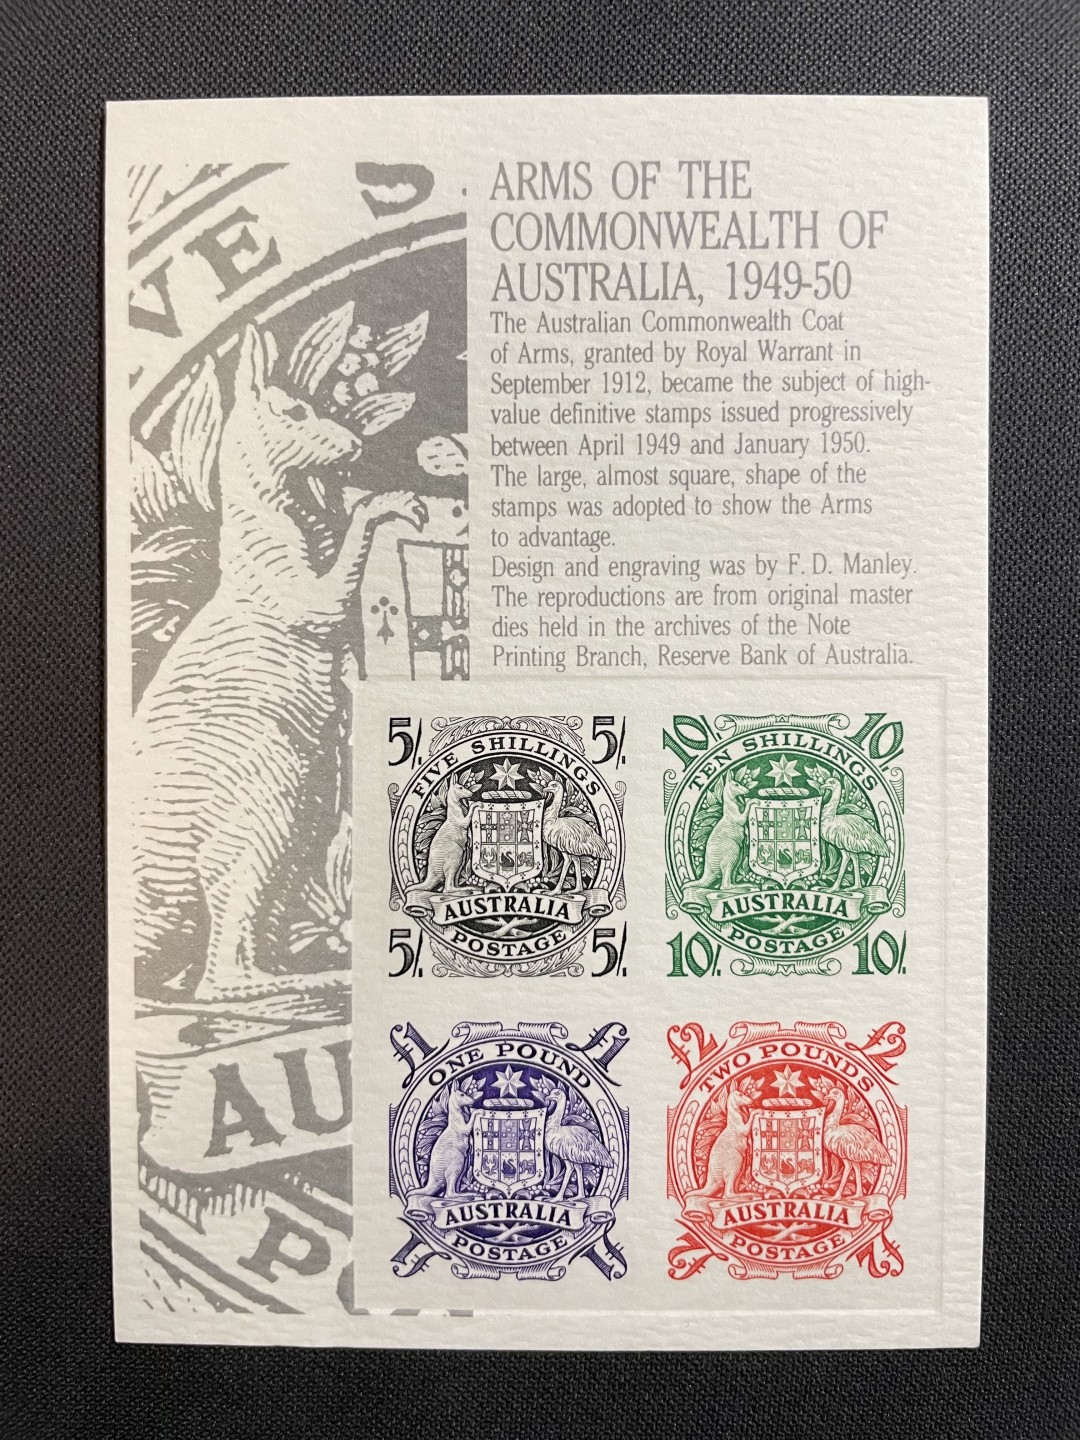 VE S
ARMS OF THE
COMMONWEALTH OF
AUSTRALIA, 1949-50
The Australian Commonwealth Coat
of Arms, granted by Royal Warrant in
September 1912, became the subject of high-
value definitive stamps issued progressively
between April 1949 and January 1950.
The large, almost square, shape of the
stamps was adopted to show the Arms
to advantage.
Design and engraving was by F. D. Manley.
The reproductions are from original master
dies held in the archives of the Note
Printing Branch, Reserve Bank of Australia.
AU
PO
5/. 5/.
FIVE SHILLINGS
AUSTRALIA
POSTAGE
5/. 5/.
10/. 10/.
TEN SHILLINGS
AUSTRALIA
POSTAGE
10/. 10/.
£1 £1
ONE POUND
AUSTRALIA
POSTAGE
£2 £2
TWO POUNDS
AUSTRALIA
POSTAGE